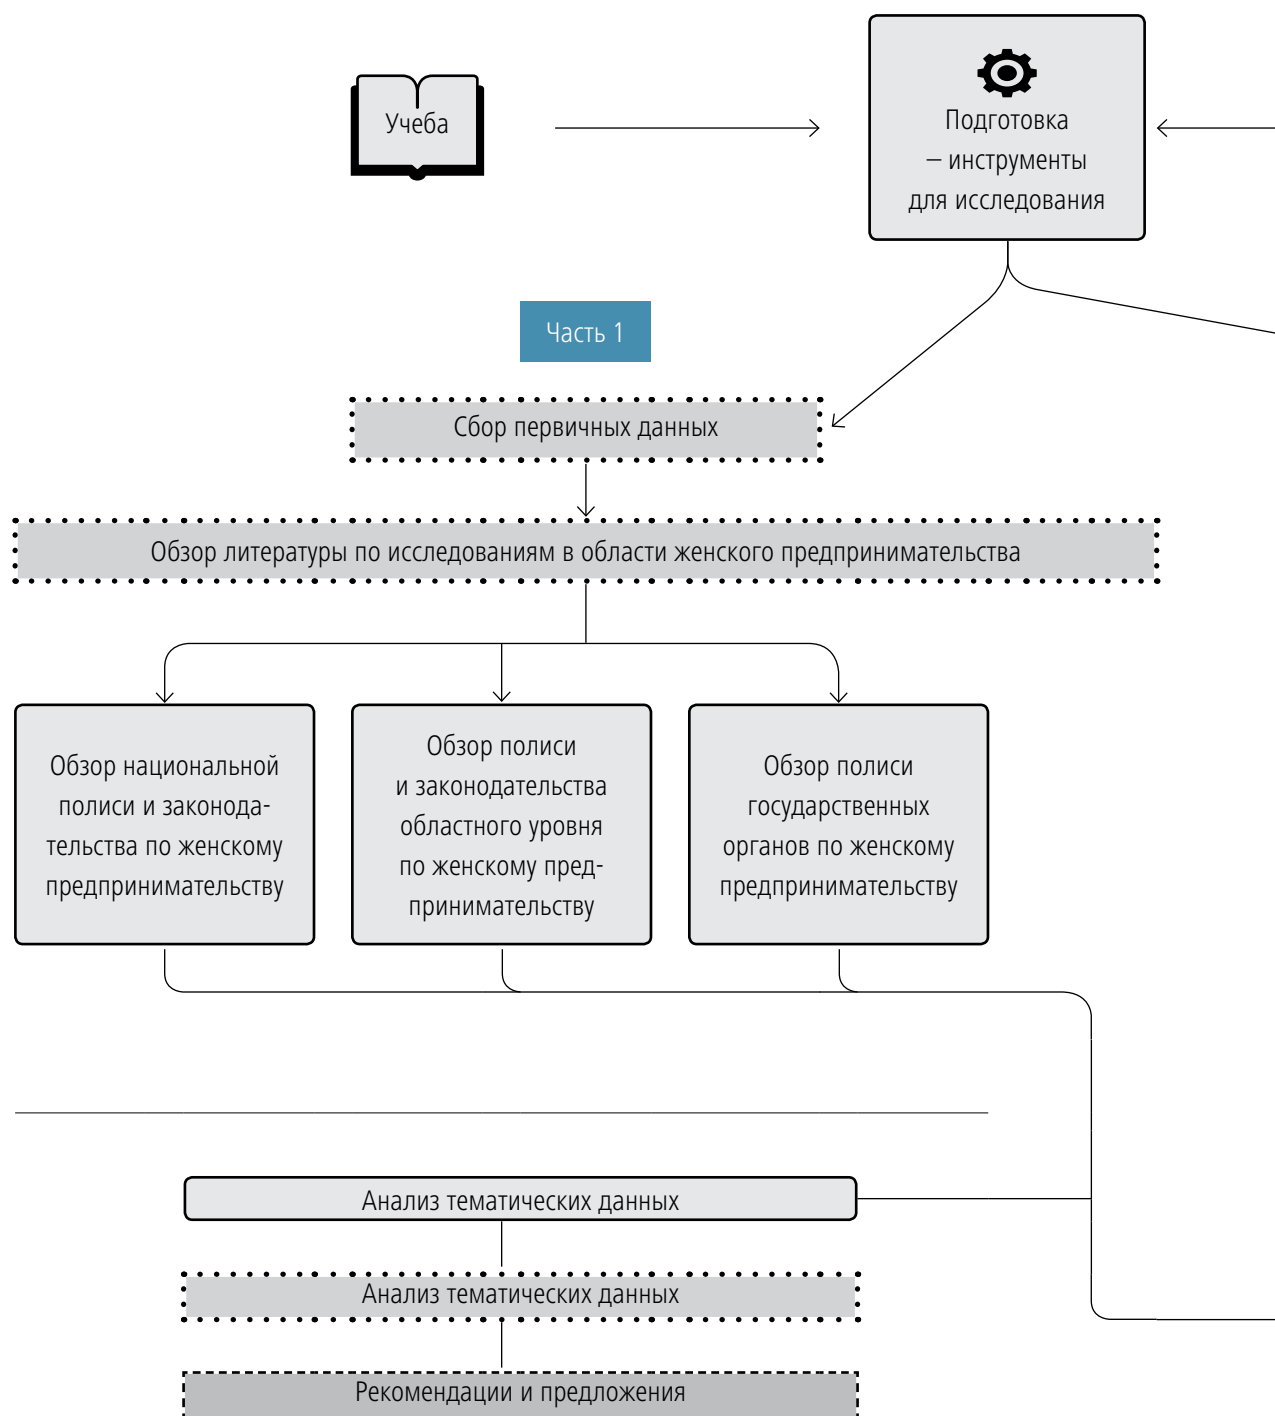 Учеба
Подготовка
– инструменты
для исследования
Часть 1
Сбор первичных данных
Обзор литературы по исследованиям в области женского предпринимательства
Обзор национальной
полиси и законода-
тельства по женскому
предпринимательству
Обзор полиси
и законодательства
областного уровня
по женскому пред-
принимательству
Обзор полиси
государственных
органов по женскому
предпринимательству
Анализ тематических данных
Анализ тематических данных
Рекомендации и предложения